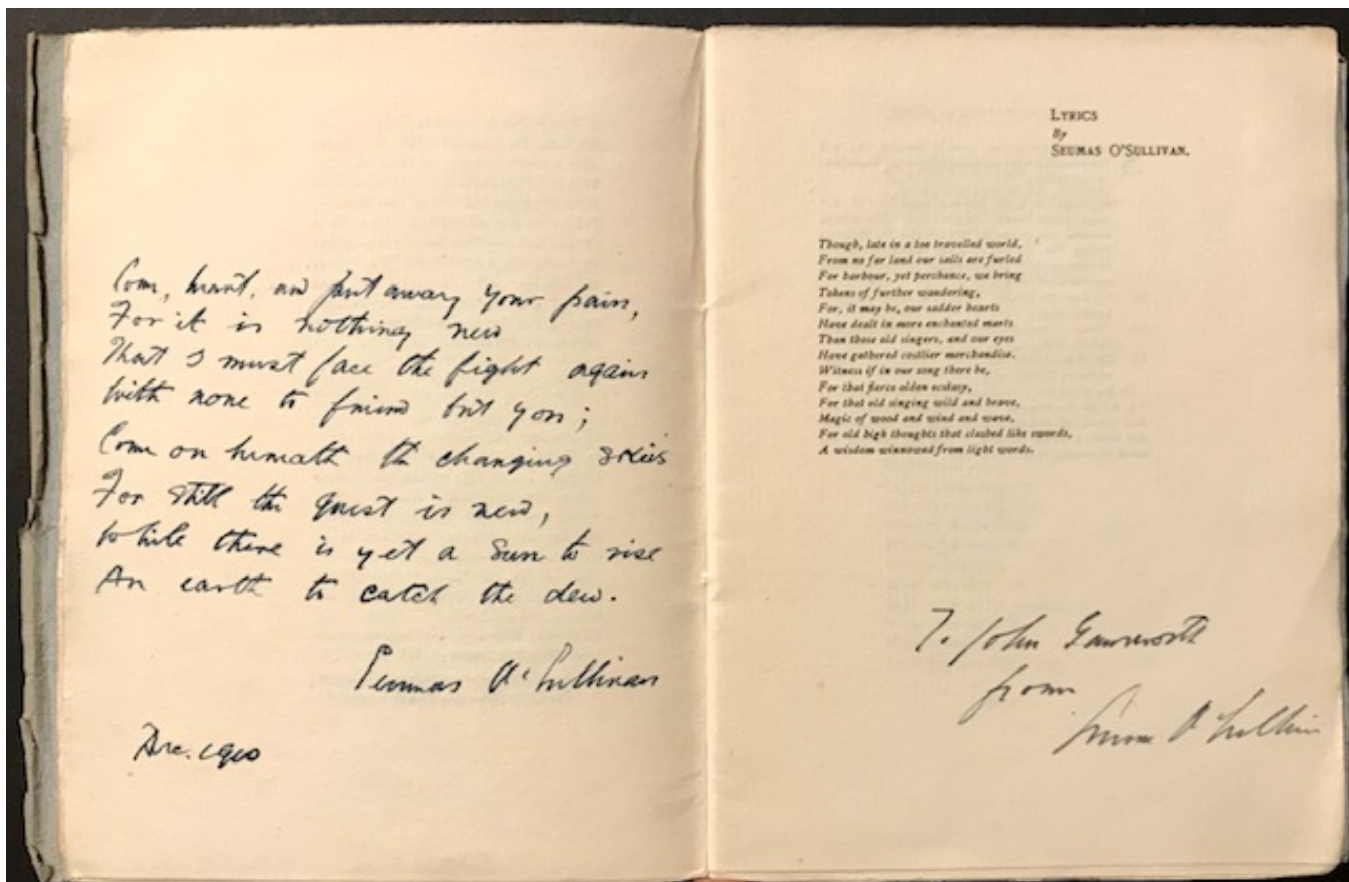 Come, heart, and put away your pain,
For it is nothing new
That I must face the fight again
With none to friend but you;
Come on beneath the changing skies
For still the quest is new,
While there is yet a Sun to rise
An earth to catch the dew.
Seumas O'Sullivan
Dec. 1910
LYRICS
By
SEUMAS O'SULLIVAN.
Though, late in a too travelled world,
From no far land our sails are furled
For harbour, yet perchance, we bring
Tokens of further wandering,
For, it may be, our sadder hearts
Have dealt in more enchanted marts
Than those old singers, and our eyes
Have gathered costlier merchandise.
Witness if in our song there be,
For that fierce olden ecstasy,
For that old singing wild and brave,
Magic of wood and wind and wave,
For old high thoughts that clashed like swords,
A wisdom winnowed from light words.
To John Gawsworth
from
Seumas O'Sullivan